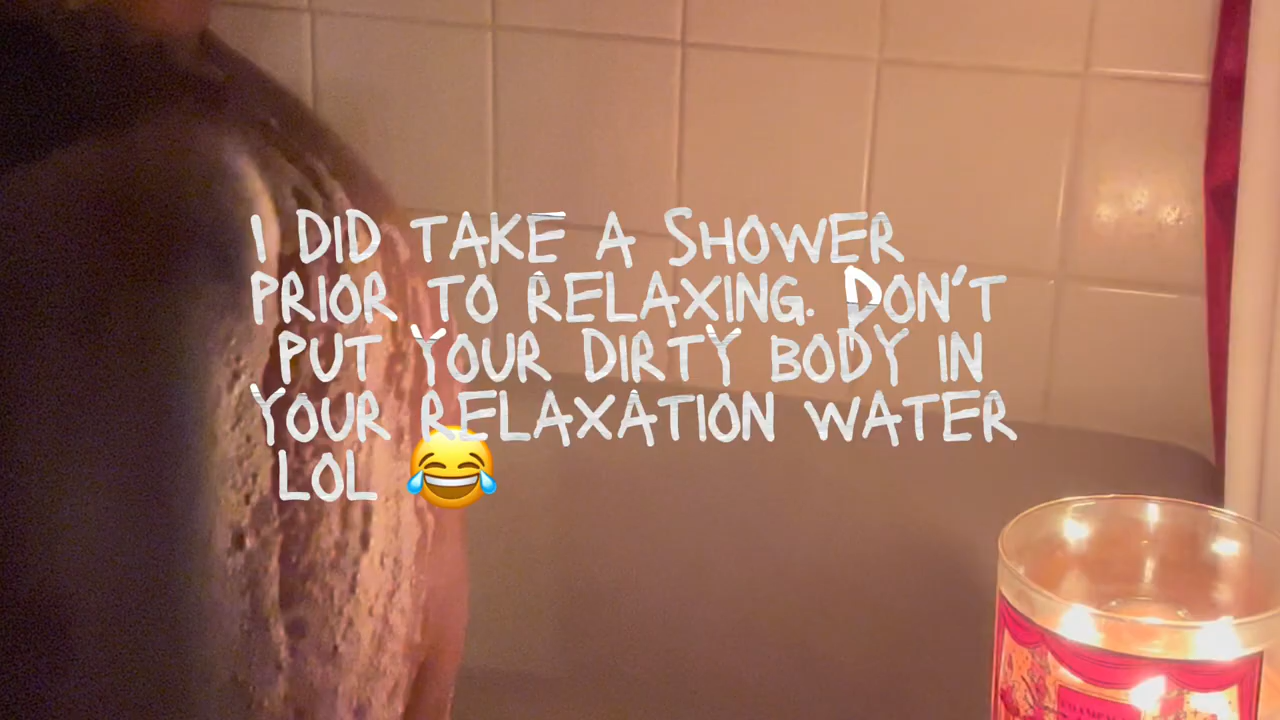 I DID TAKE A SHOWER
PRIOR TO RELAXING. DON'T
PUT YOUR DIRTY BODY IN
YOUR RELAXATION WATER
LOL 😂